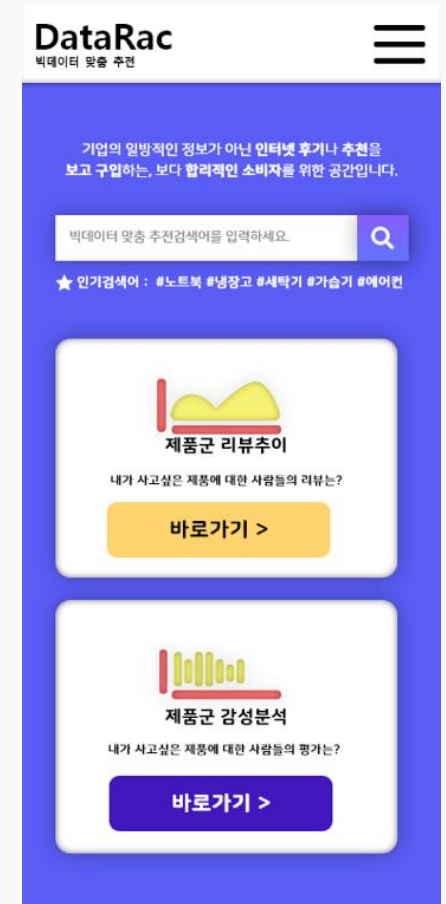 DataRac
빅데이터 맞춤 추전
기업의 일방적인 정보가 아닌 인터넷 후기나 추천을
보고 구입하는, 보다 합리적인 소비자를 위한 공간입니다.
빅데이터 맞춤 추전검색어를 입력하세요.
인기검색어 : #노트북 #냉장고 #세탁기 #가습기 #에어컨
제품군 리뷰추이
내가 사고싶은 제품에 대한 사람들의 리뷰는?
바로가기 >
제품군 감성분석
내가 사고싶은 제품에 대한 사람들의 평가는?
바로가기 >